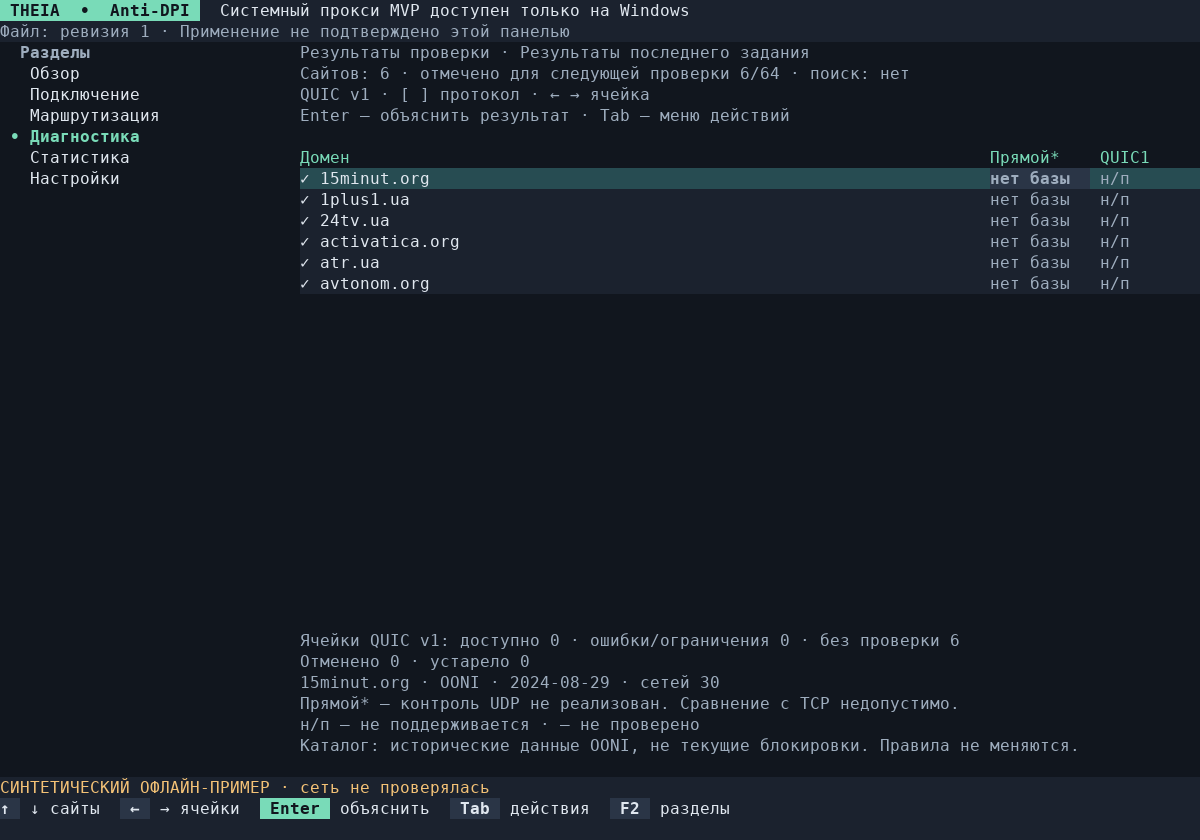 THEIA • Anti-DPI Системный прокси MVP доступен только на Windows
Файл: ревизия 1 · Применение не подтверждено этой панелью
Разделы
Обзор
Подключение
Маршрутизация
• Диагностика
Статистика
Настройки
Результаты проверки · Результаты последнего задания
Сайтов: 6 · отмечено для следующей проверки 6/64 · поиск: нет
QUIC v1 · [ ] протокол · ← → ячейка
Enter — объяснить результат · Tab — меню действий
Домен Прямой* QUIC1
✓ 15minut.org нет базы н/п
✓ 1plus1.ua нет базы н/п
✓ 24tv.ua нет базы н/п
✓ activatica.org нет базы н/п
✓ atr.ua нет базы н/п
✓ avtonom.org нет базы н/п
Ячейки QUIC v1: доступно 0 · ошибки/ограничения 0 · без проверки 6
Отменено 0 · устарело 0
15minut.org · OONI · 2024-08-29 · сетей 30
Прямой* — контроль UDP не реализован. Сравнение с TCP недопустимо.
н/п — не поддерживается · — не проверено
Каталог: исторические данные OONI, не текущие блокировки. Правила не меняются.
СИНТЕТИЧЕСКИЙ ОФЛАЙН-ПРИМЕР · сеть не проверялась
↑ ↓ сайты ← → ячейки Enter объяснить Tab действия F2 разделы